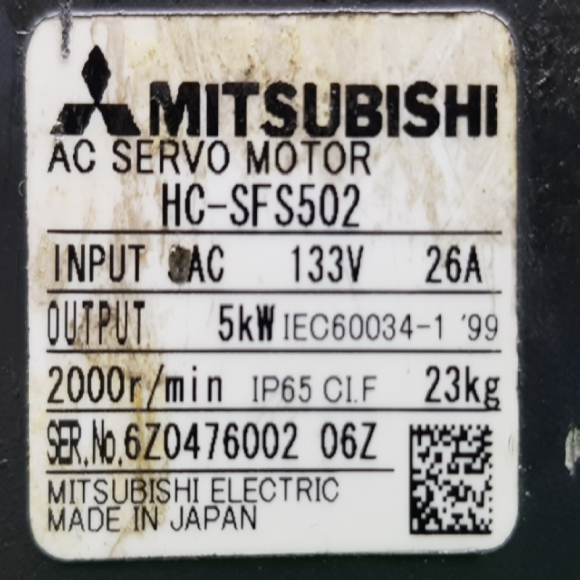 MITSUBISHI
AC SERVO MOTOR
HC-SFS502
INPUT AC 133V 26A
OUTPUT 5kW IEC60034-1 '99
2000r/min IP65 CI.F 23kg
SER.No.6Z0476002 06Z
MITSUBISHI ELECTRIC
MADE IN JAPAN